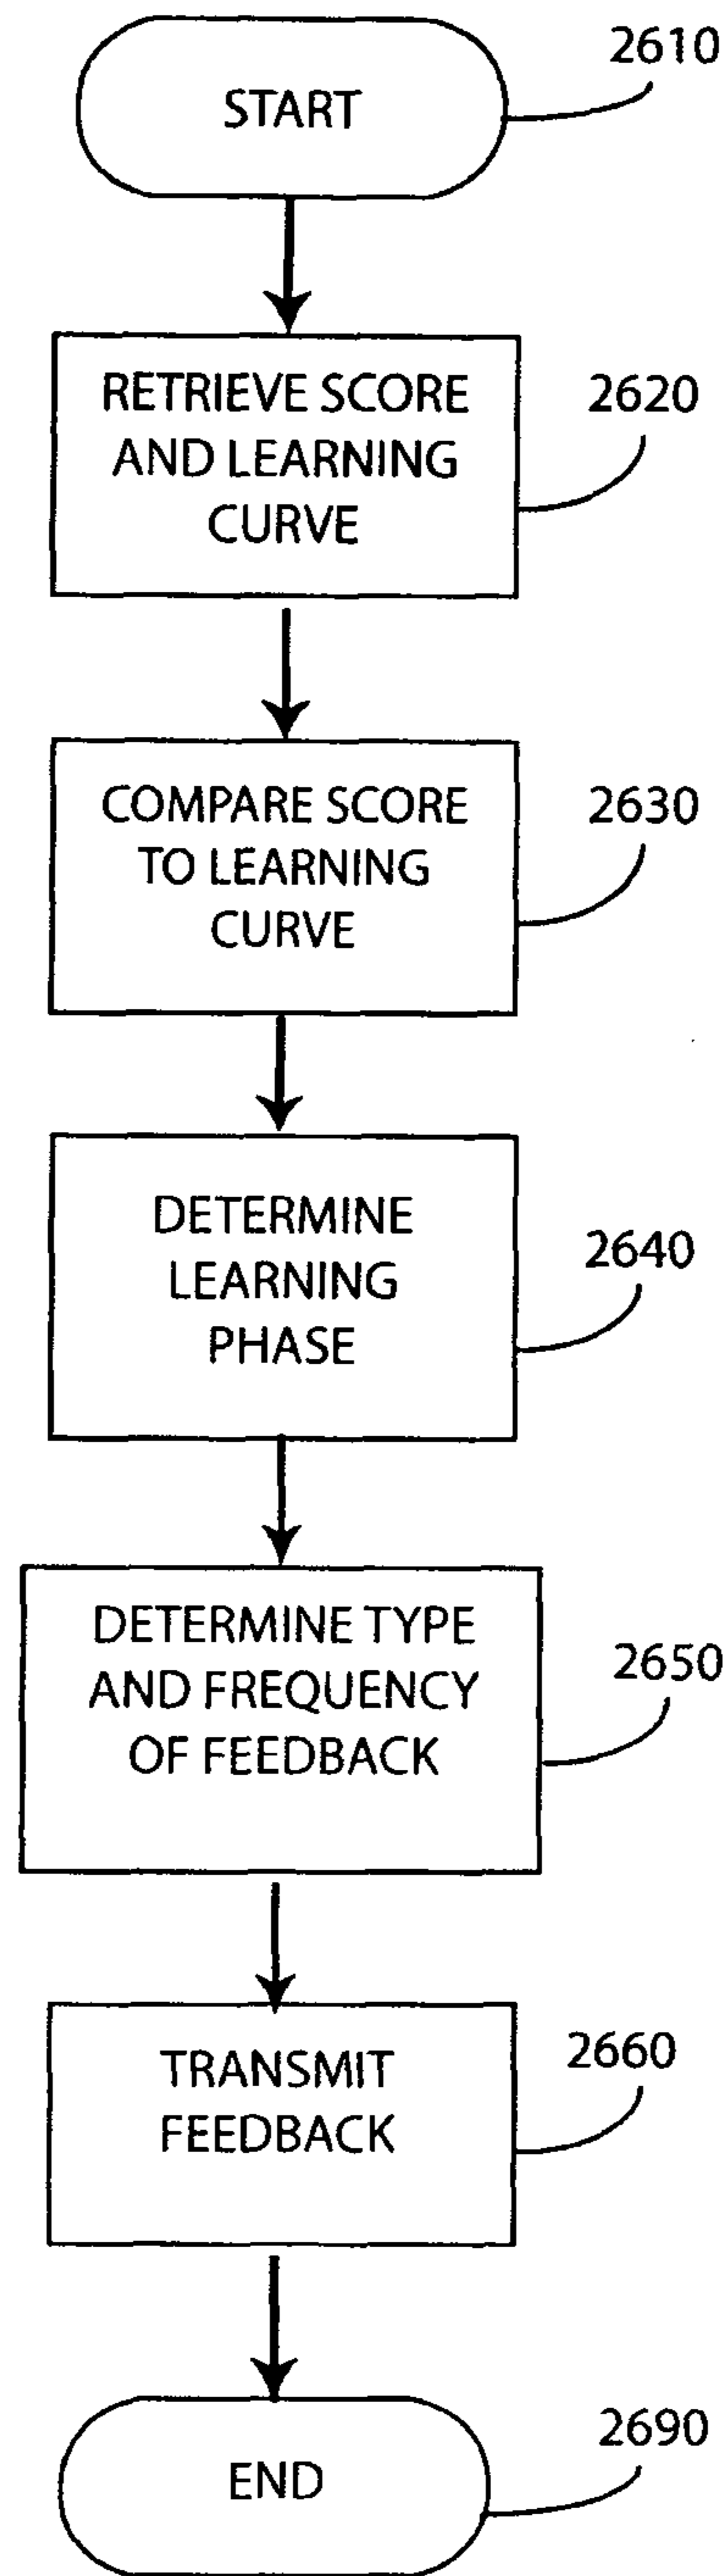 START
2610
RETRIEVE SCORE
AND LEARNING
CURVE
2620
COMPARE SCORE
TO LEARNING
CURVE
2630
DETERMINE
LEARNING
PHASE
2640
DETERMINE TYPE
AND FREQUENCY
OF FEEDBACK
2650
TRANSMIT
FEEDBACK
2660
END
2690